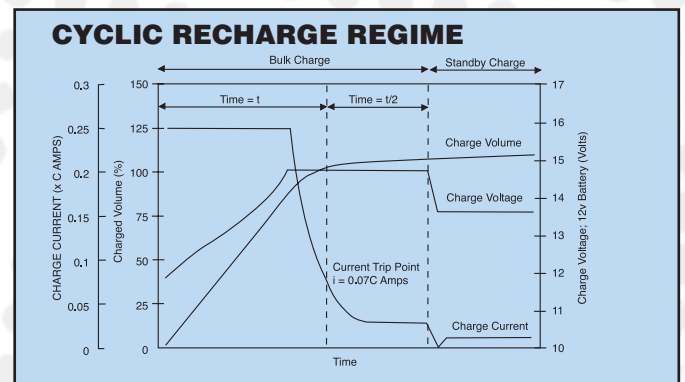 CYCLIC RECHARGE REGIME
Bulk Charge
Standby Charge
Time = t
Time = t/2
CHARGE CURRENT (x C AMPS)
0.3
0.25
0.2
0.15
0.1
0.05
0
Charged Volume (%)
150
125
100
75
50
25
0
Charge Volume
Charge Voltage
Current Trip Point
i = 0.07C Amps
Charge Current
17
16
15
14
13
12
11
10
Charge Voltage: 12v Battery (Volts)
Time